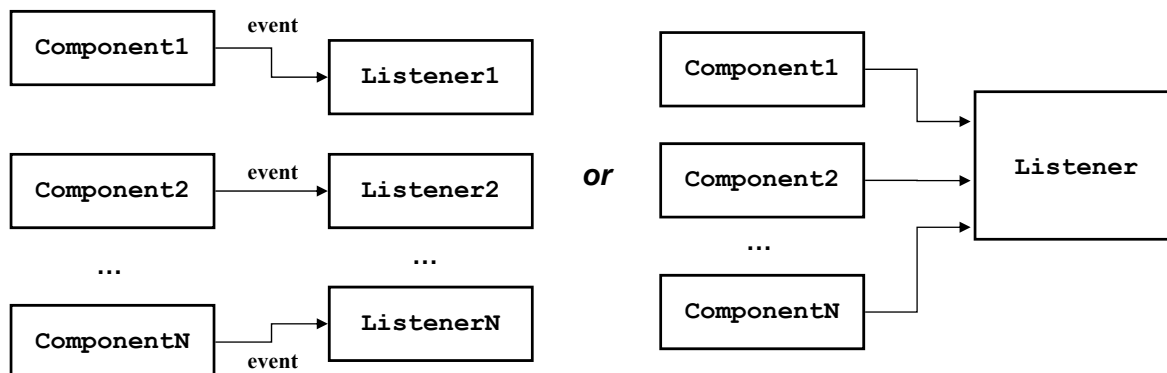 Component1
event
Listener1
Component2
event
Listener2
...
...
ComponentN
event
ListenerN
or
Component1
Component2
...
ComponentN
Listener